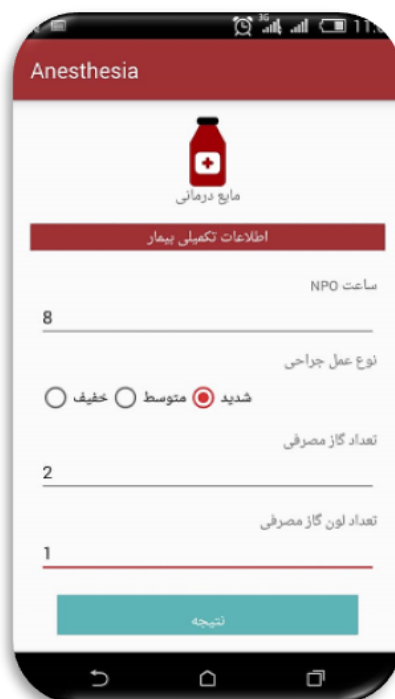 3G
Anesthesia
مایع درمانی
اطلاعات تکمیلی بیمار
ساعت NPO
8
نوع عمل جراحی
شدید متوسط خفیف
تعداد گاز مصرفی
2
تعداد لون گاز مصرفی
1
نتیجه